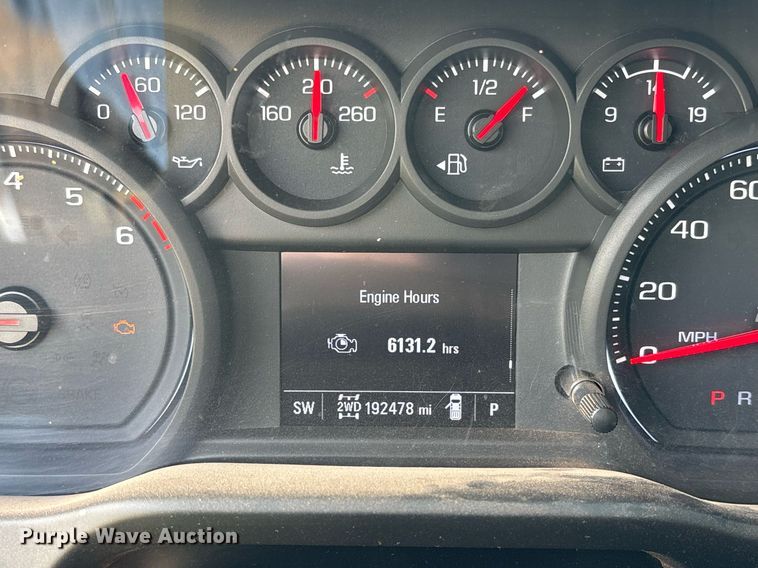 0 60 120
160 210 260
E 1/2 F
9 14 19
4 5 6
Engine Hours
6131.2 hrs
SW 2WD 192478 mi P
60
40
20
0
MPH
P R
Purple Wave Auction